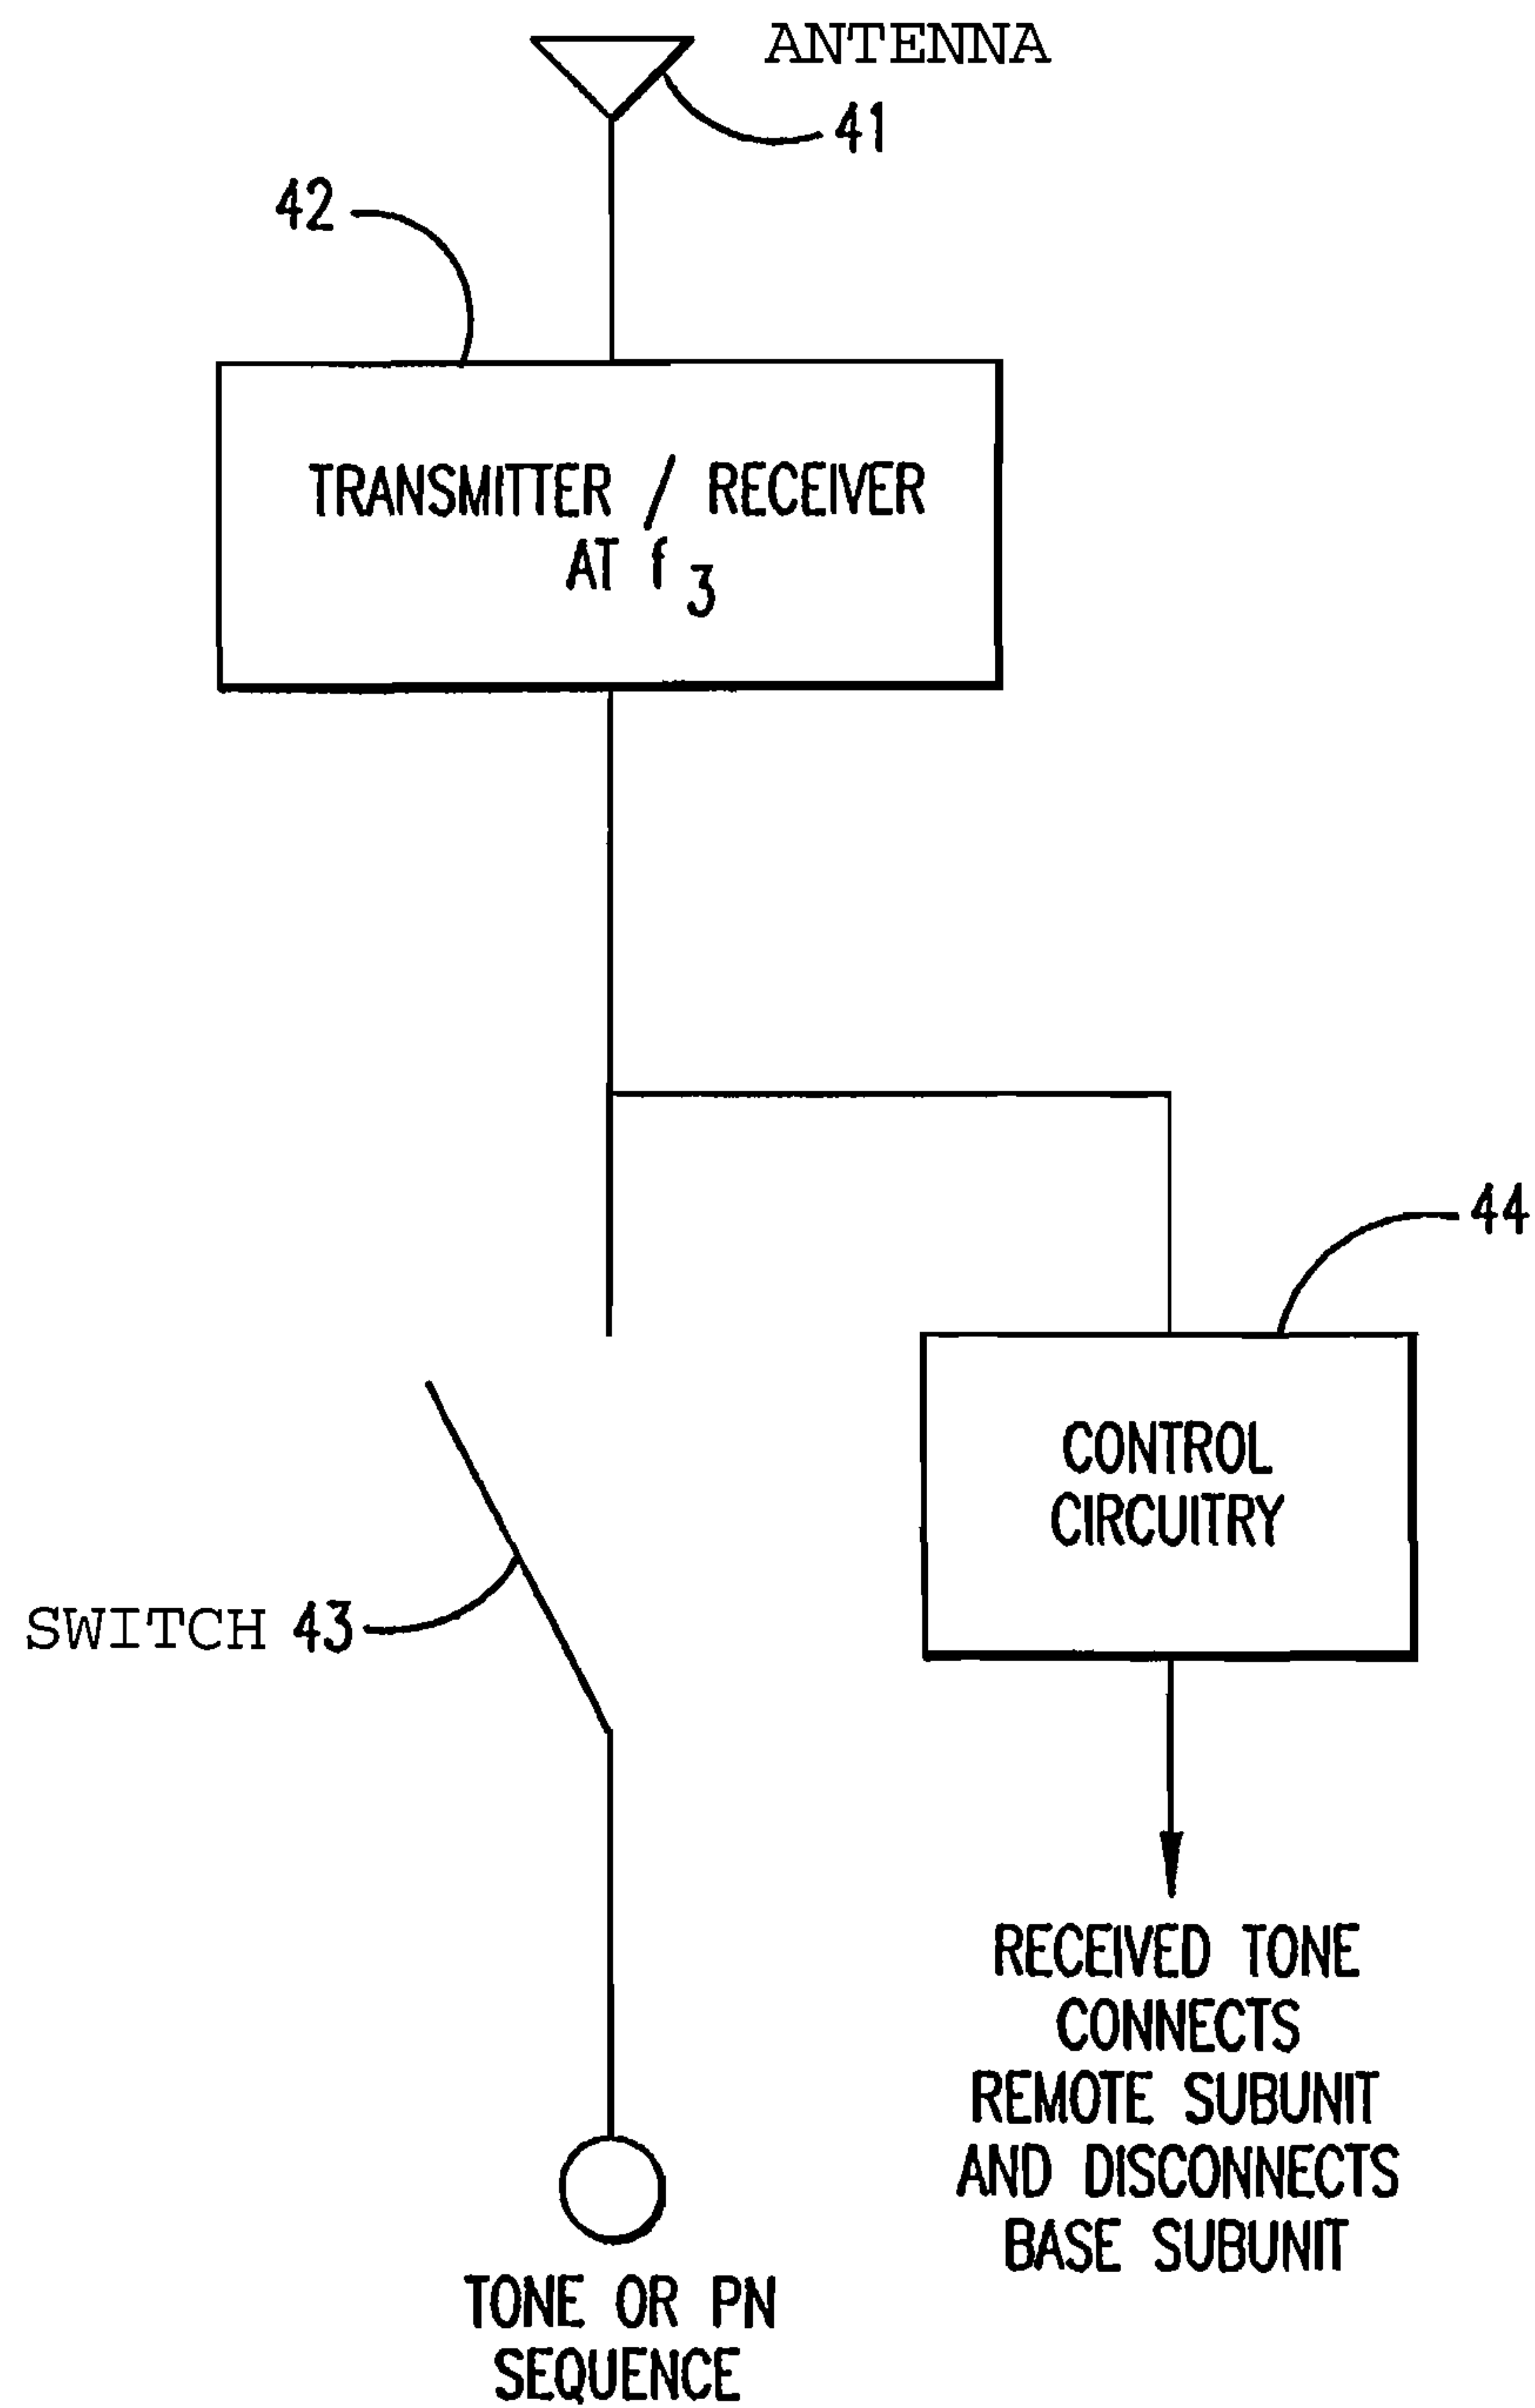 ANTENNA
41
42
TRANSMITTER / RECEIVER
AT f3
44
CONTROL
CIRCUITRY
SWITCH 43
RECEIVED TONE
CONNECTS
REMOTE SUBUNIT
AND DISCONNECTS
BASE SUBUNIT
TONE OR PN
SEQUENCE